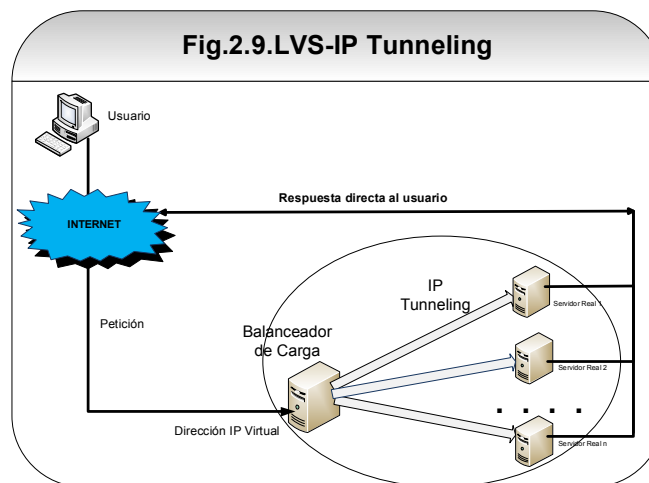 Fig.2.9.LVS-IP Tunneling
Usuario
Respuesta directa al usuario
INTERNET
IP
Tunneling
Servidor Real 1
Petición
Balanceador
de Carga
Servidor Real 2
. . . .
Dirección IP Virtual
Servidor Real n